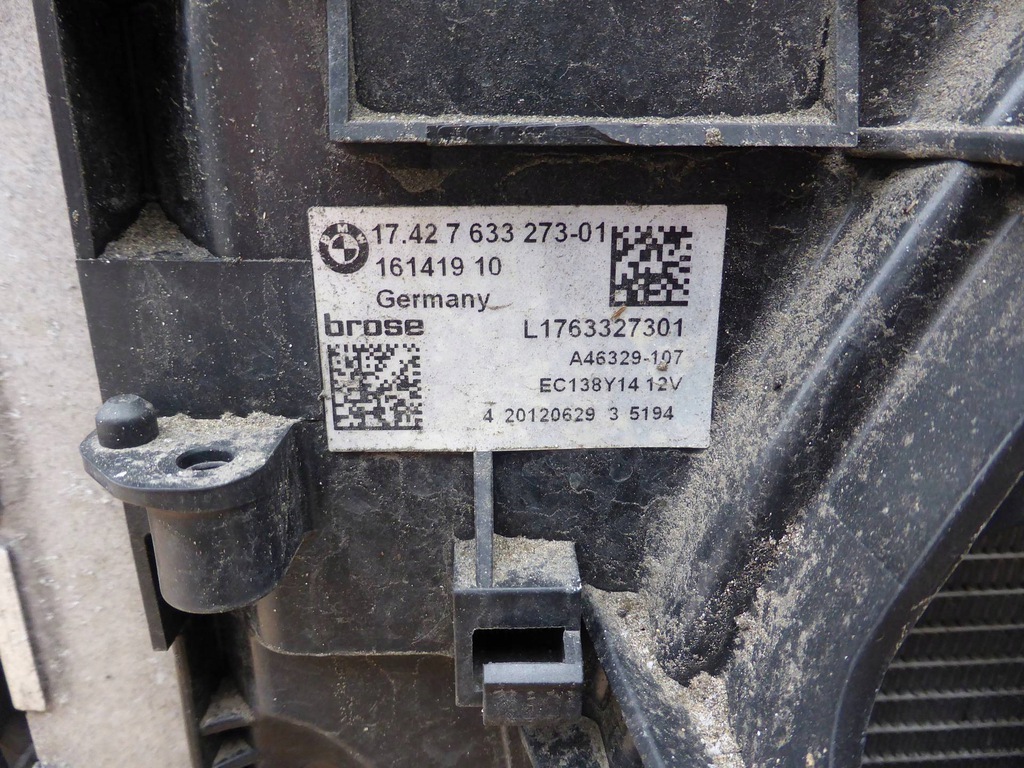 BMW
17.42 7 633 273-01
161419 10
Germany
brose
L1763327301
A46329-107
EC138Y14 12V
4 20120629 3 5194